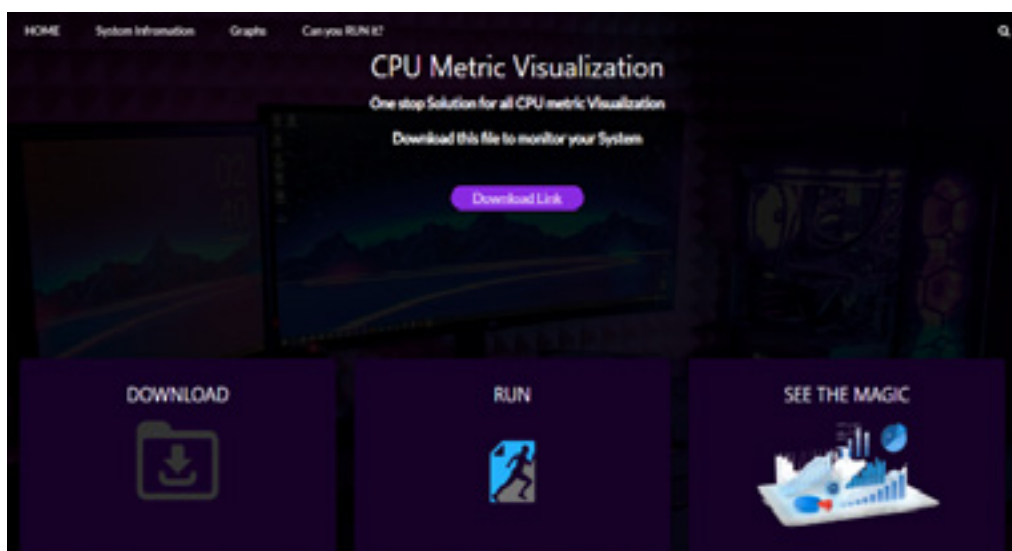 HOME System Infromation Graphs Can you RUN it?
CPU Metric Visualization
One stop Solution for all CPU metric Visualization
Download this file to monitor your System
Download Link
DOWNLOAD RUN SEE THE MAGIC